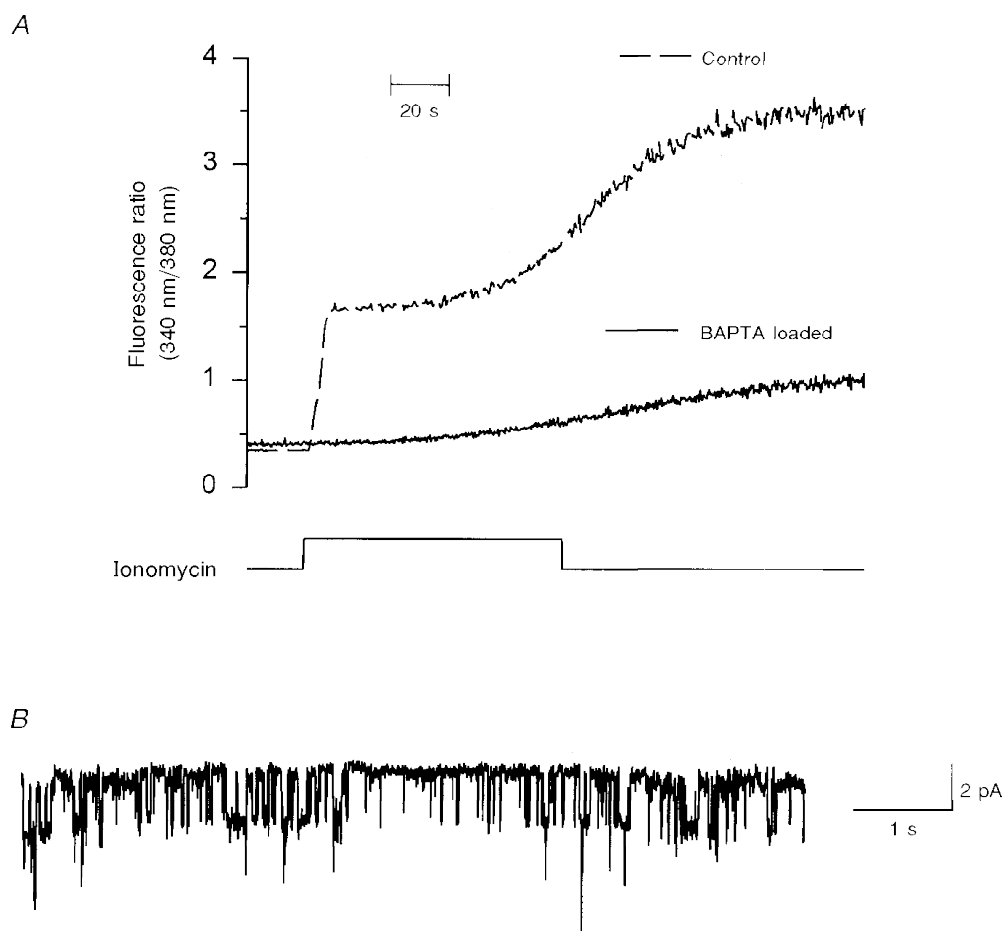 A
4
Control
20 s
3
Fluorescence ratio
(340 nm/380 nm)
2
BAPTA loaded
1
0
Ionomycin
B
2 pA
1 s